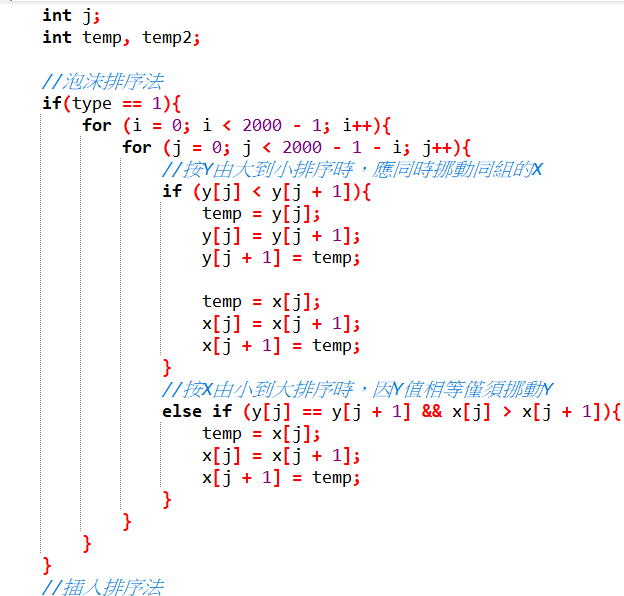 int j;
int temp, temp2;
//泡沫排序法
if(type == 1){
for (i = 0; i < 2000 - 1; i++){
for (j = 0; j < 2000 - 1 - i; j++){
//按Y由大到小排序時，應同時挪動同組的X
if (y[j] < y[j + 1]){
temp = y[j];
y[j] = y[j + 1];
y[j + 1] = temp;
temp = x[j];
x[j] = x[j + 1];
x[j + 1] = temp;
}
//按X由小到大排序時，因Y值相等僅須挪動Y
else if (y[j] == y[j + 1] && x[j] > x[j + 1]){
temp = x[j];
x[j] = x[j + 1];
x[j + 1] = temp;
}
}
}
}
//插入排序法